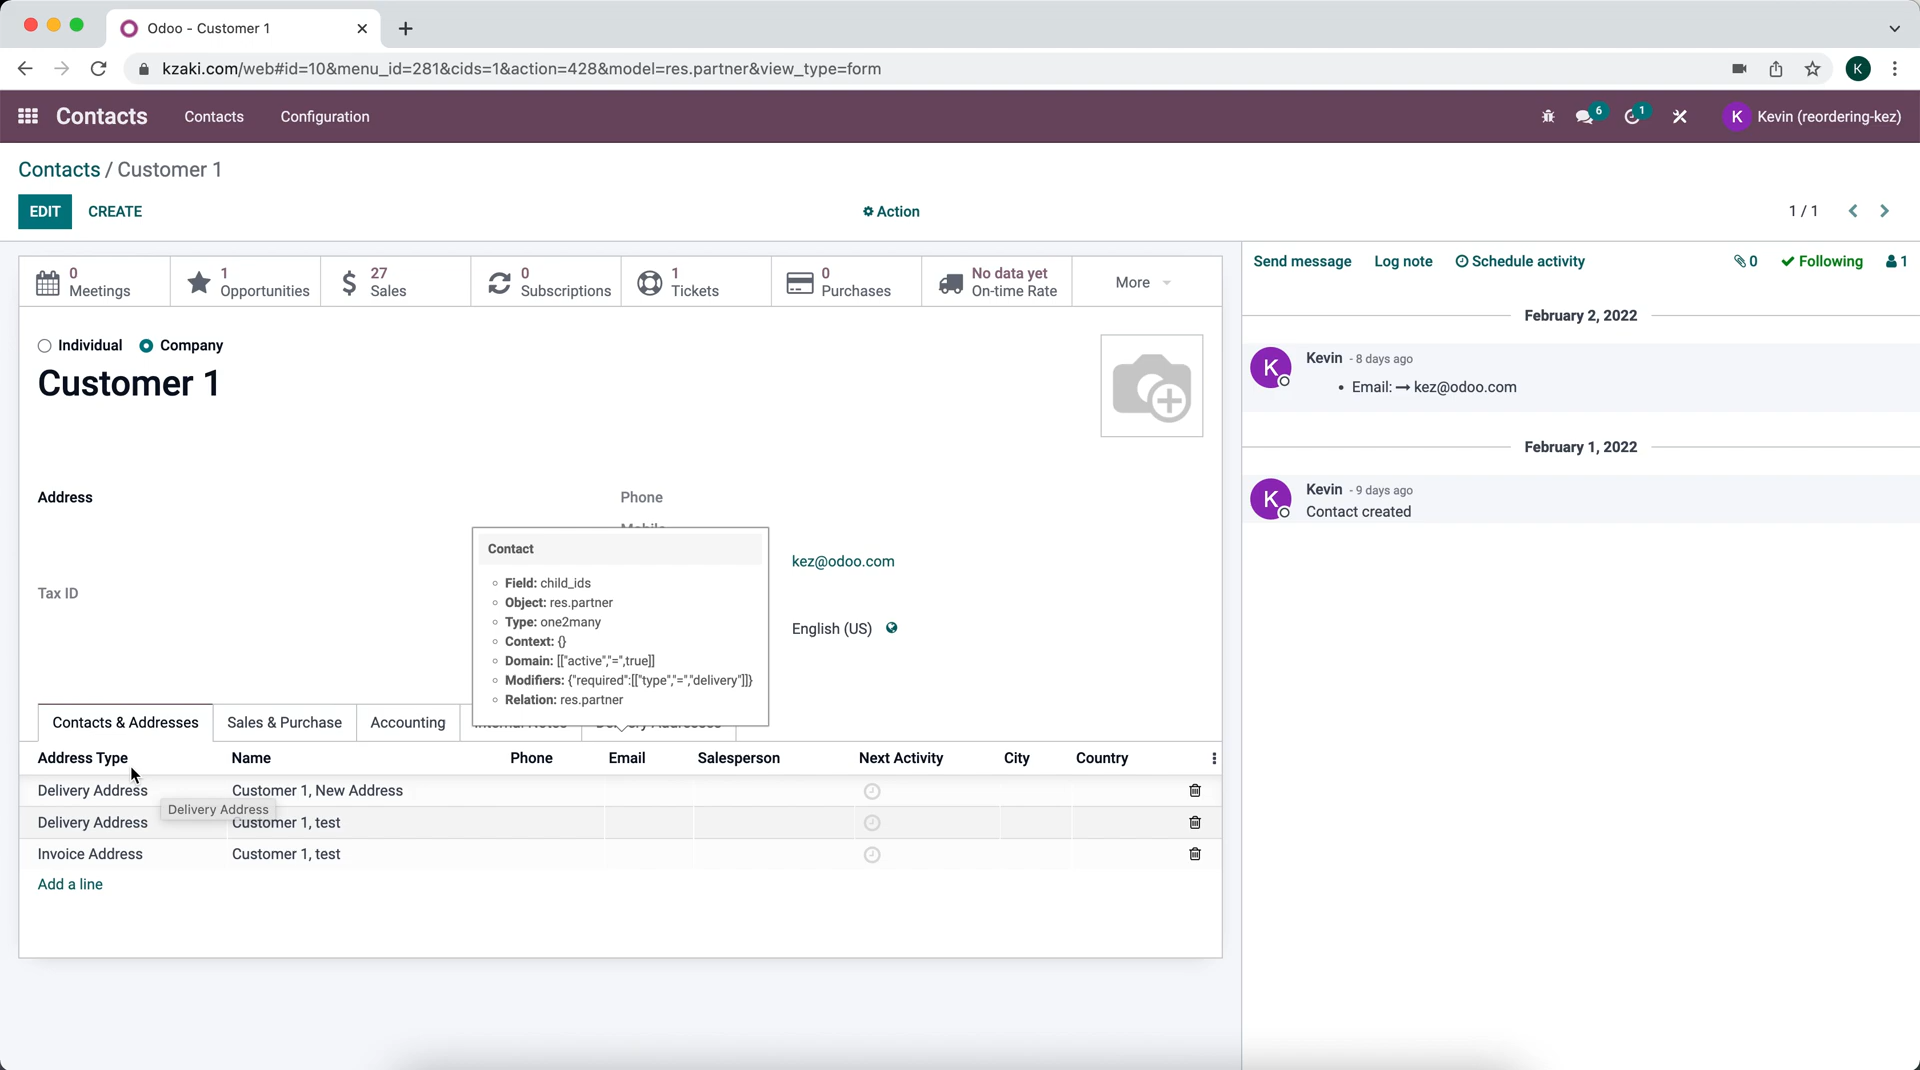 Odoo - Customer 1
kzaki.com/web#id=10&menu_id=281&cids=1&action=428&model=res.partner&view_type=form
K
Contacts
Contacts
Configuration
6
1
K
Kevin (reordering-kez)
Contacts / Customer 1
EDIT
CREATE
Action
1 / 1
0
Meetings
1
Opportunities
27
Sales
0
Subscriptions
1
Tickets
0
Purchases
No data yet
On-time Rate
More
Send message
Log note
Schedule activity
0
Following
1
Individual
Company
Customer 1
Address
Phone
Mobile
Contact
Field: child_ids
Object: res.partner
Type: one2many
Context: {}
Domain: [["active","=",true]]
Modifiers: {"required":[["type","=","delivery"]]}
Relation: res.partner
kez@odoo.com
Tax ID
English (US)
Contacts & Addresses
Sales & Purchase
Accounting
Internal Notes
Delivery Addresses
Address Type
Name
Phone
Email
Salesperson
Next Activity
City
Country
Delivery Address
Customer 1, New Address
Delivery Address
Delivery Address
Customer 1, test
Invoice Address
Customer 1, test
Add a line
February 2, 2022
K
Kevin - 8 days ago
• Email: → kez@odoo.com
February 1, 2022
K
Kevin - 9 days ago
Contact created